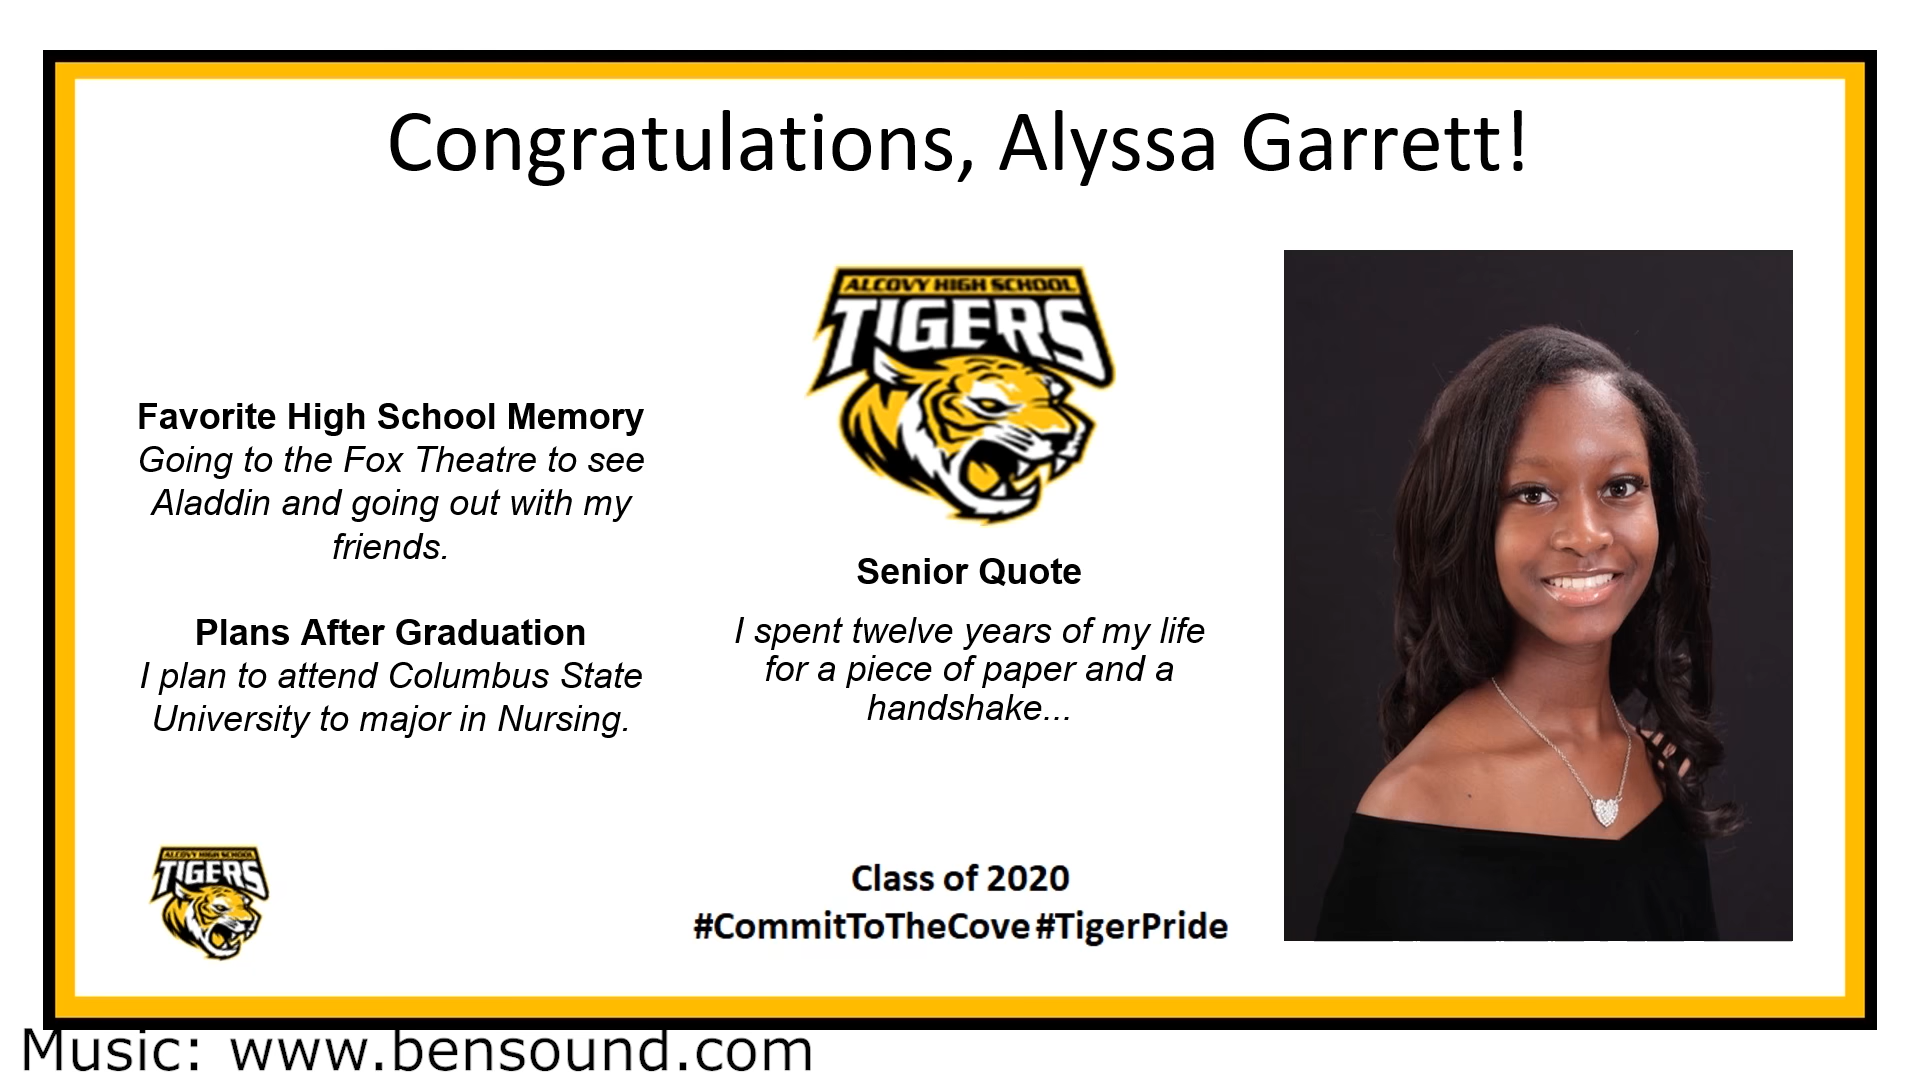 Congratulations, Alyssa Garrett!
Favorite High School Memory
Going to the Fox Theatre to see
Aladdin and going out with my
friends.
Plans After Graduation
I plan to attend Columbus State
University to major in Nursing.
ALCOVY HIGH SCHOOL
TIGERS
Senior Quote
I spent twelve years of my life
for a piece of paper and a
handshake...
ALCOVY HIGH SCHOOL
TIGERS
Class of 2020
#CommitToTheCove #TigerPride
Music: www.bensound.com